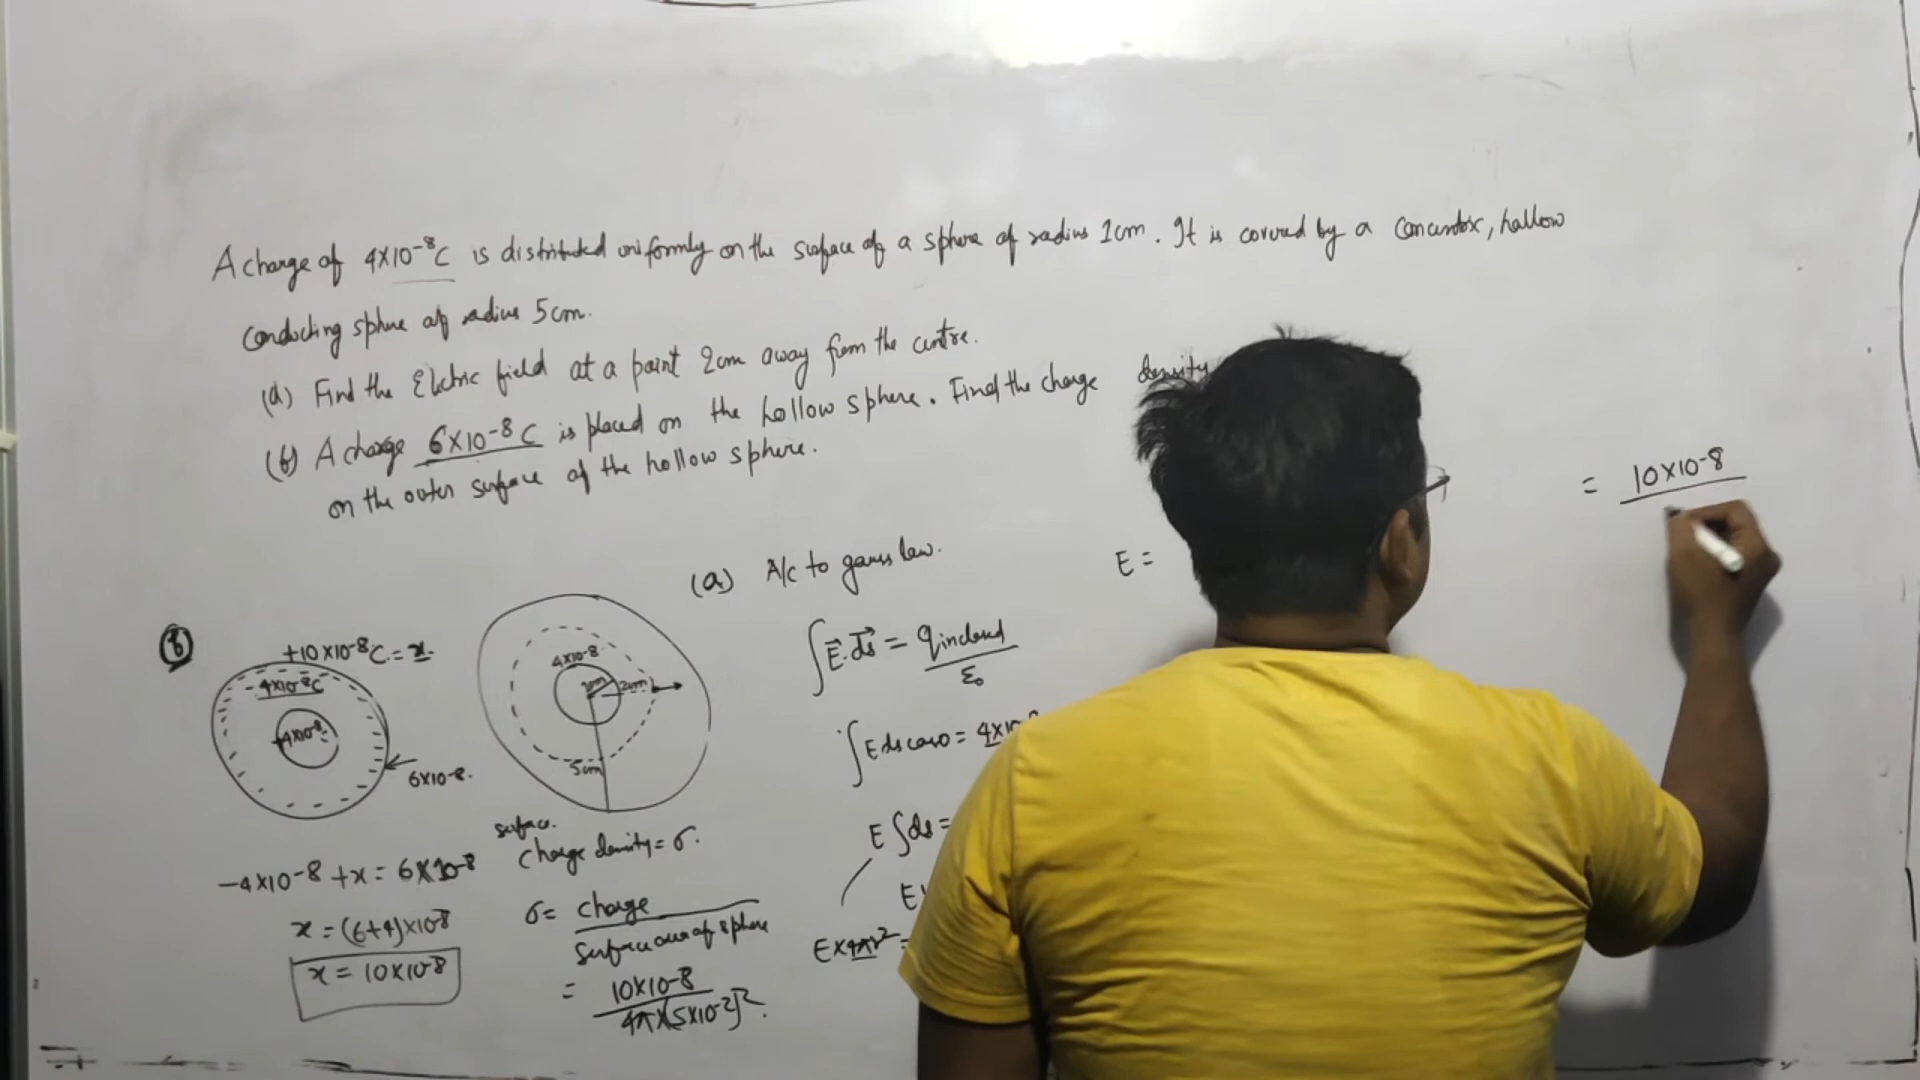 A charge of 4X10-8C is distributed uniformly on the surface of a sphere of radius 1cm. It is covered by a hallow
conducting sphere of radius 5cm.
(a) Find the Electric field at a point 2cm away from the centre.
(b) A charge 6X10-8 C is placed on the hollow sphere. Find the charge density
on the outer surface of the hollow sphere.
= 10X10-8
(a) A/c to gauss law.
E =
∫E⃗.ds⃗ = qinclosed
ε₀
∫E ds cos0 = 4X10
E∫ds =
E
EX4πr² =
(b)
+10X10-8C = x.
-4X10-8C
+4X10-8
6X10-8.
4X10-8
2cm
5cm
-4X10-8 + x = 6X10-8
x = (6+4)X10-8
x = 10X10-8
surface.
charge density = σ.
σ = charge
surface area of sphere
= 10X10-8
4πX(5X10-2)²